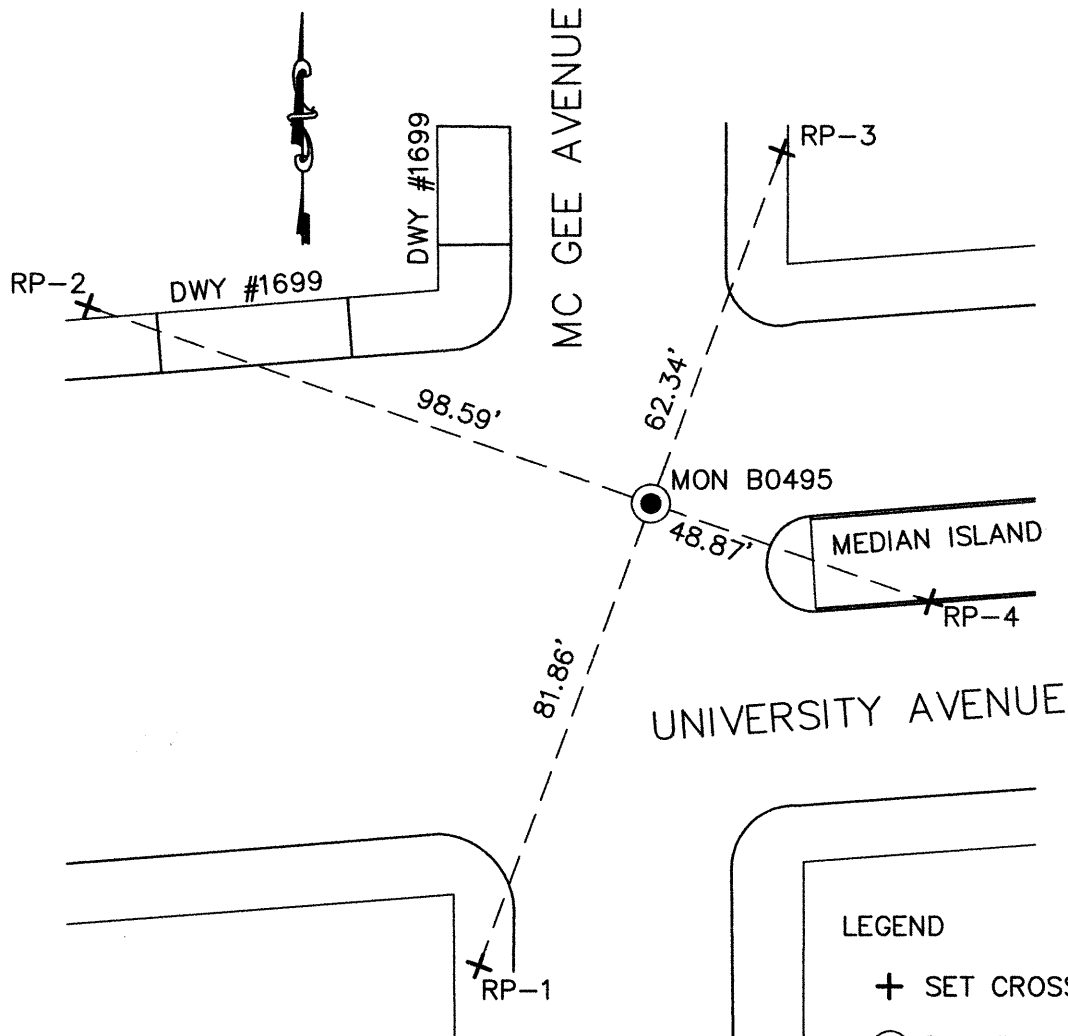 MC GEE AVENUE
DWY #1699
RP-3
RP-2
DWY #1699
62.34'
98.59'
MON B0495
48.87'
MEDIAN ISLAND
RP-4
81.86'
UNIVERSITY AVENUE
LEGEND
RP-1
+ SET CROSS